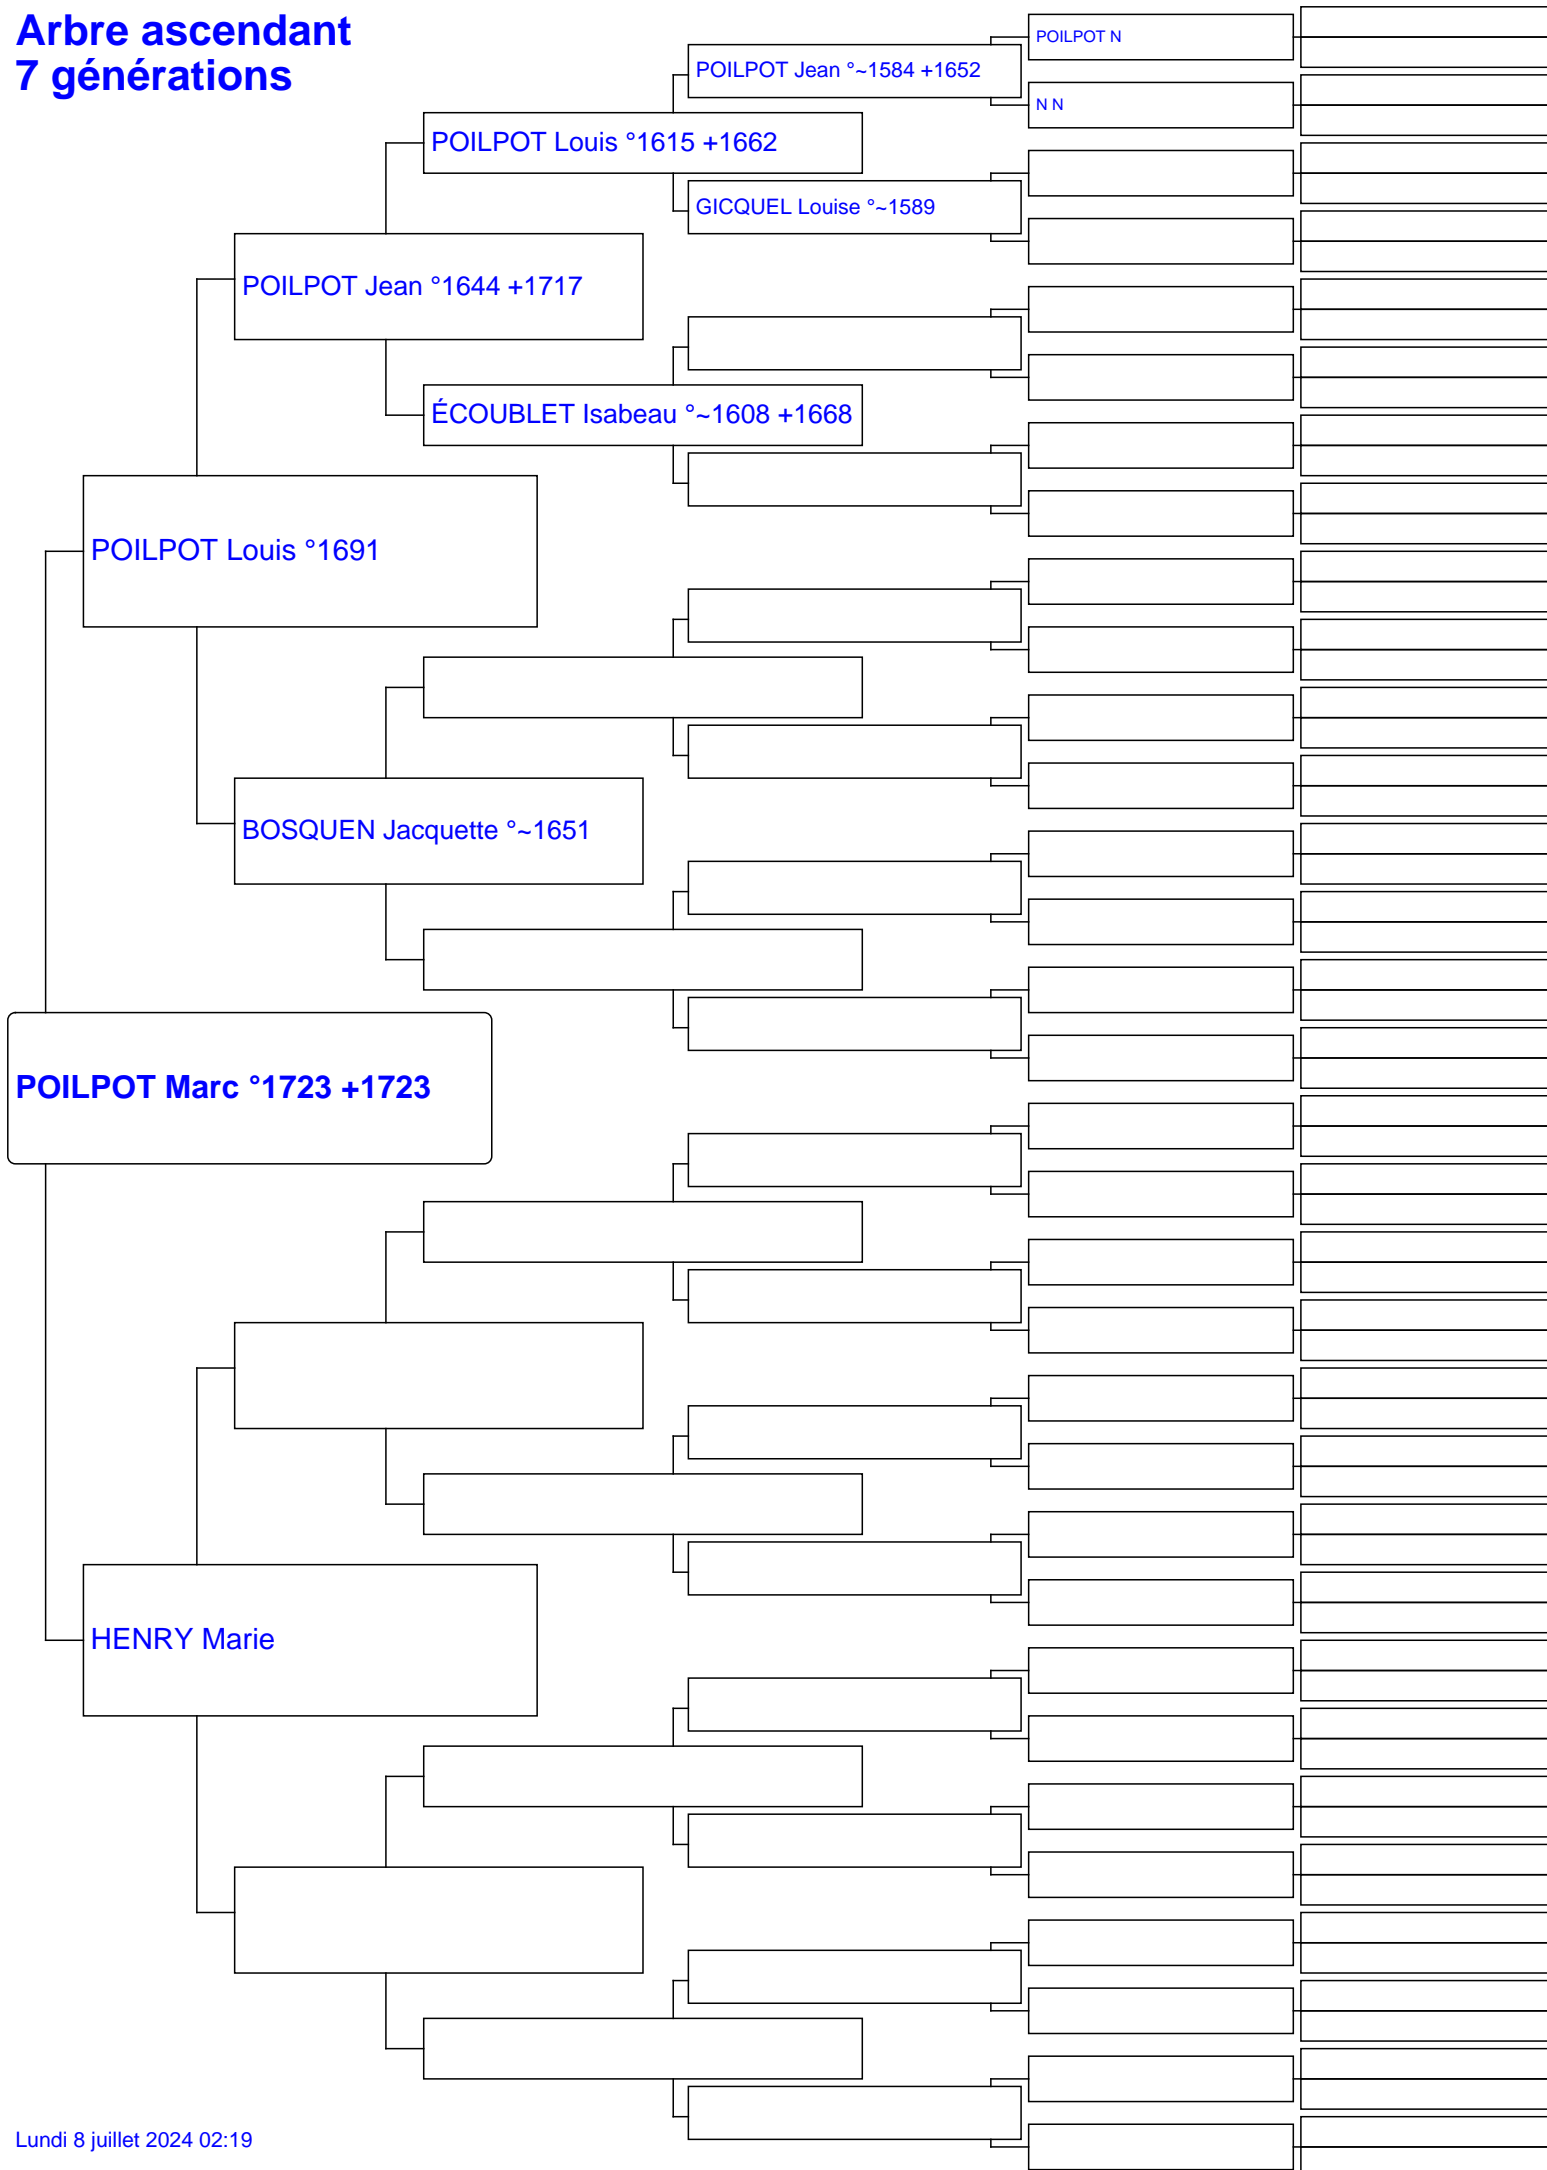 Arbre ascendant
7 générations
POILPOT N
POILPOT Jean °~1584 +1652
N N
POILPOT Louis °1615 +1662
GICQUEL Louise °~1589
POILPOT Jean °1644 +1717
ÉCOUBLET Isabeau °~1608 +1668
POILPOT Louis °1691
BOSQUEN Jacquette °~1651
POILPOT Marc °1723 +1723
HENRY Marie
Lundi 8 juillet 2024 02:19